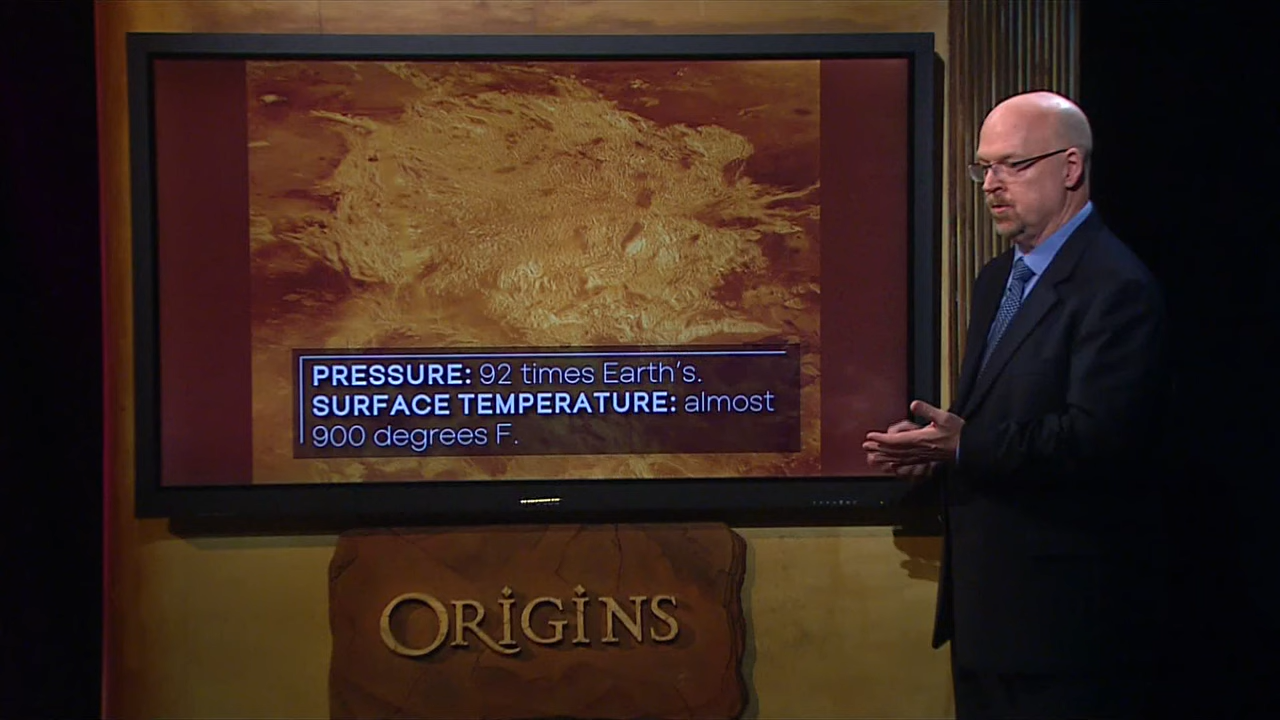 PRESSURE: 92 times Earth's.
SURFACE TEMPERATURE: almost
900 degrees F.
ORIGINS